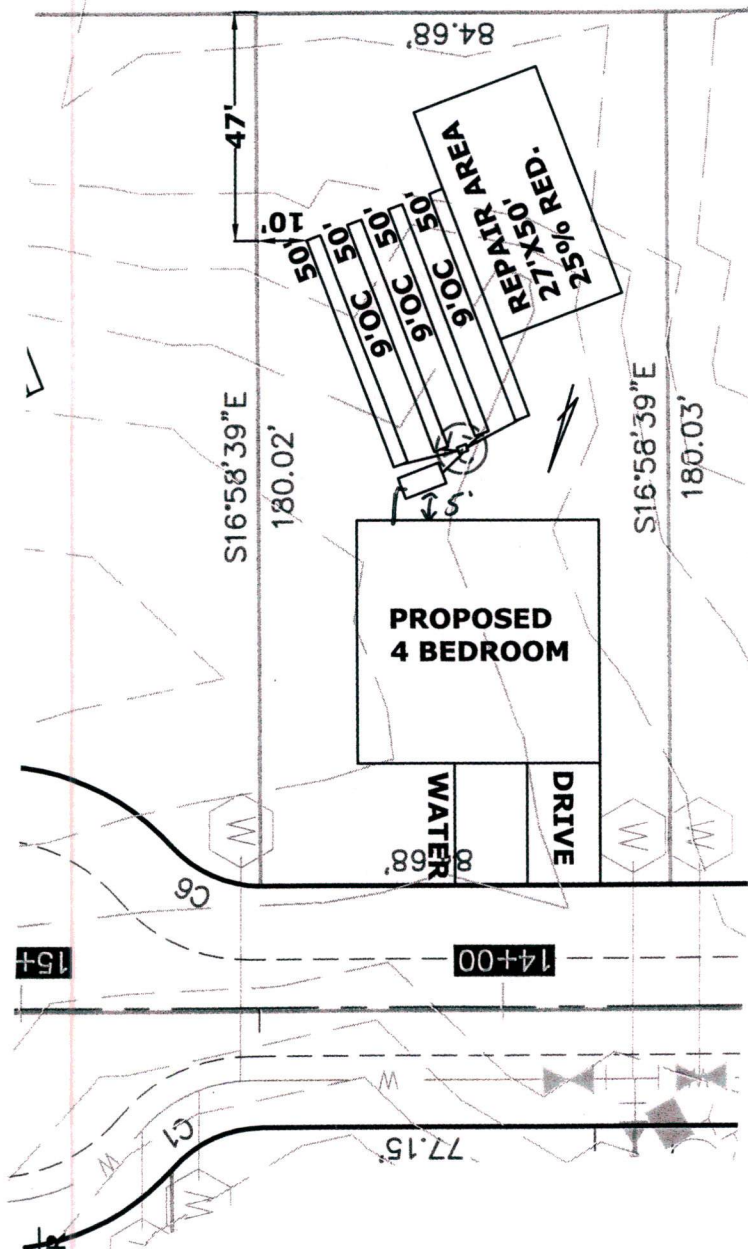 84.68'
47'
10'
50'
50'
50'
50'
9'OC
9'OC
9'OC
REPAIR AREA
27'X50'
25% RED.
S16°58'39"E
180.02'
S16°58'39"E
180.03'
5'
PROPOSED
4 BEDROOM
WATER
DRIVE
84.68'
W
W
W
C6
15+
14+00
W
W
C1
W
77.15'